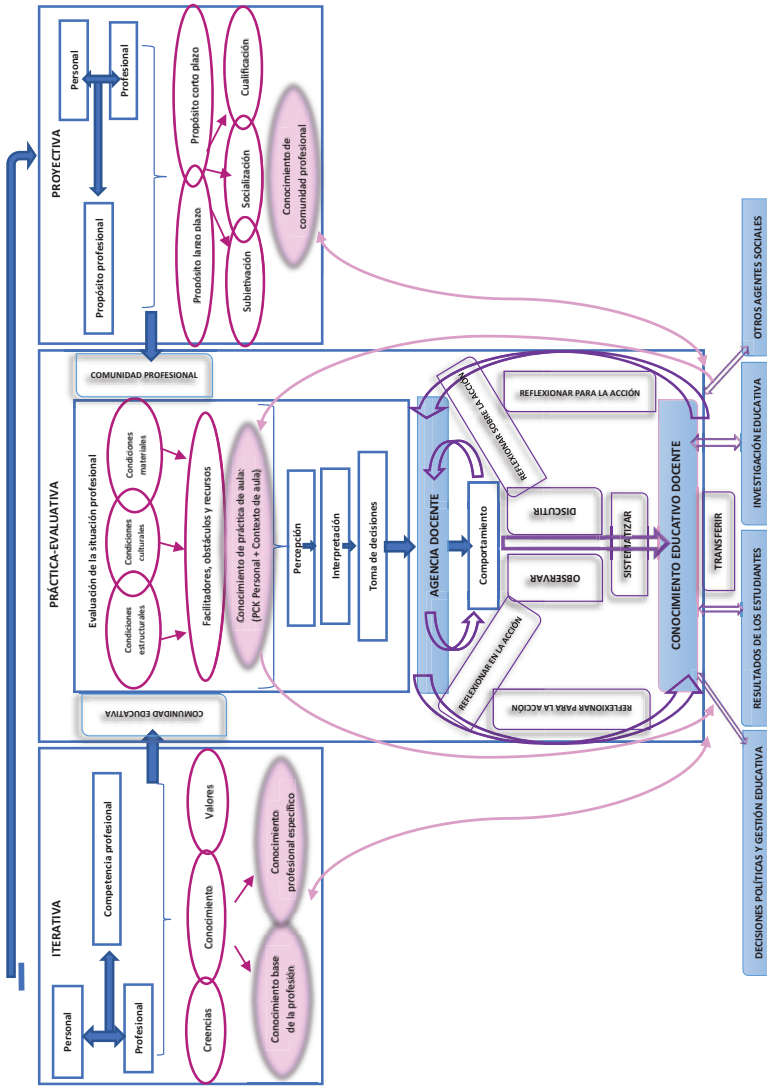 ITERATIVA
Personal
Profesional
Competencia profesional
Creencias
Conocimiento
Valores
Conocimiento base
de la profesión
Conocimiento
profesional específico
PRÁCTICA-EVALUATIVA
COMUNIDAD EDUCATIVA
COMUNIDAD PROFESIONAL
Evaluación de la situación profesional
Condiciones
estructurales
Condiciones
culturales
Condiciones
materiales
Facilitadores, obstáculos y recursos
Conocimiento de práctica de aula:
(PCK Personal + Contexto de aula)
Percepción
Interpretación
Toma de decisiones
AGENCIA DOCENTE
Comportamiento
REFLEXIONAR EN LA ACCIÓN
REFLEXIONAR SOBRE LA ACCIÓN
REFLEXIONAR PARA LA ACCIÓN
OBSERVAR
DISCUTIR
REFLEXIONAR PARA LA ACCIÓN
SISTEMATIZAR
CONOCIMIENTO EDUCATIVO DOCENTE
TRANSFERIR
PROYECTIVA
Propósito profesional
Personal
Profesional
Propósito largo plazo
Propósito corto plazo
Subjetivación
Socialización
Cualificación
Conocimiento de
comunidad profesional
DECISIONES POLÍTICAS Y GESTIÓN EDUCATIVA
RESULTADOS DE LOS ESTUDIANTES
INVESTIGACIÓN EDUCATIVA
OTROS AGENTES SOCIALES